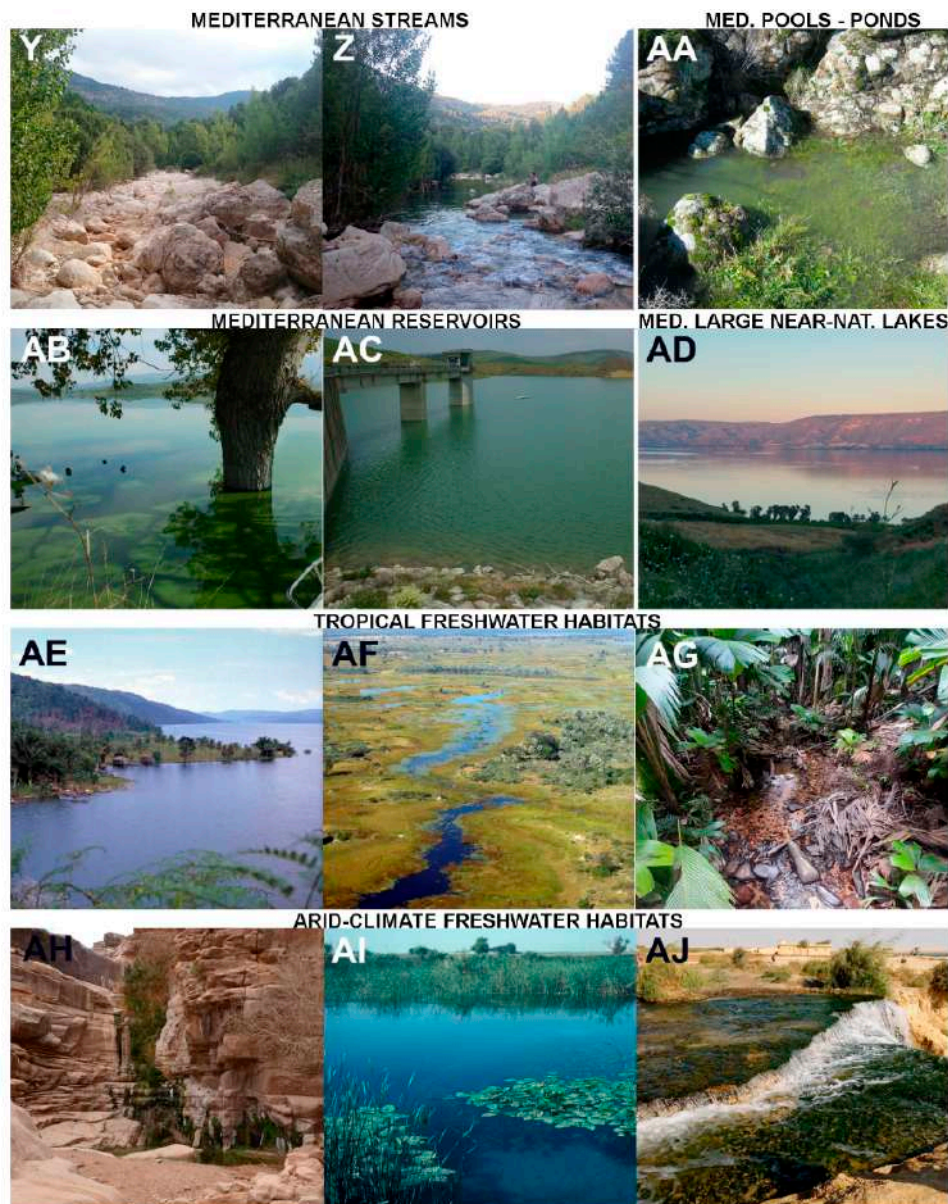 MEDITERRANEAN STREAMS
MED. POOLS - PONDS
Y
Z
AA
MEDITERRANEAN RESERVOIRS
MED. LARGE NEAR-NAT. LAKES
AB
AC
AD
TROPICAL FRESHWATER HABITATS
AE
AF
AG
ARID-CLIMATE FRESHWATER HABITATS
AH
AI
AJ